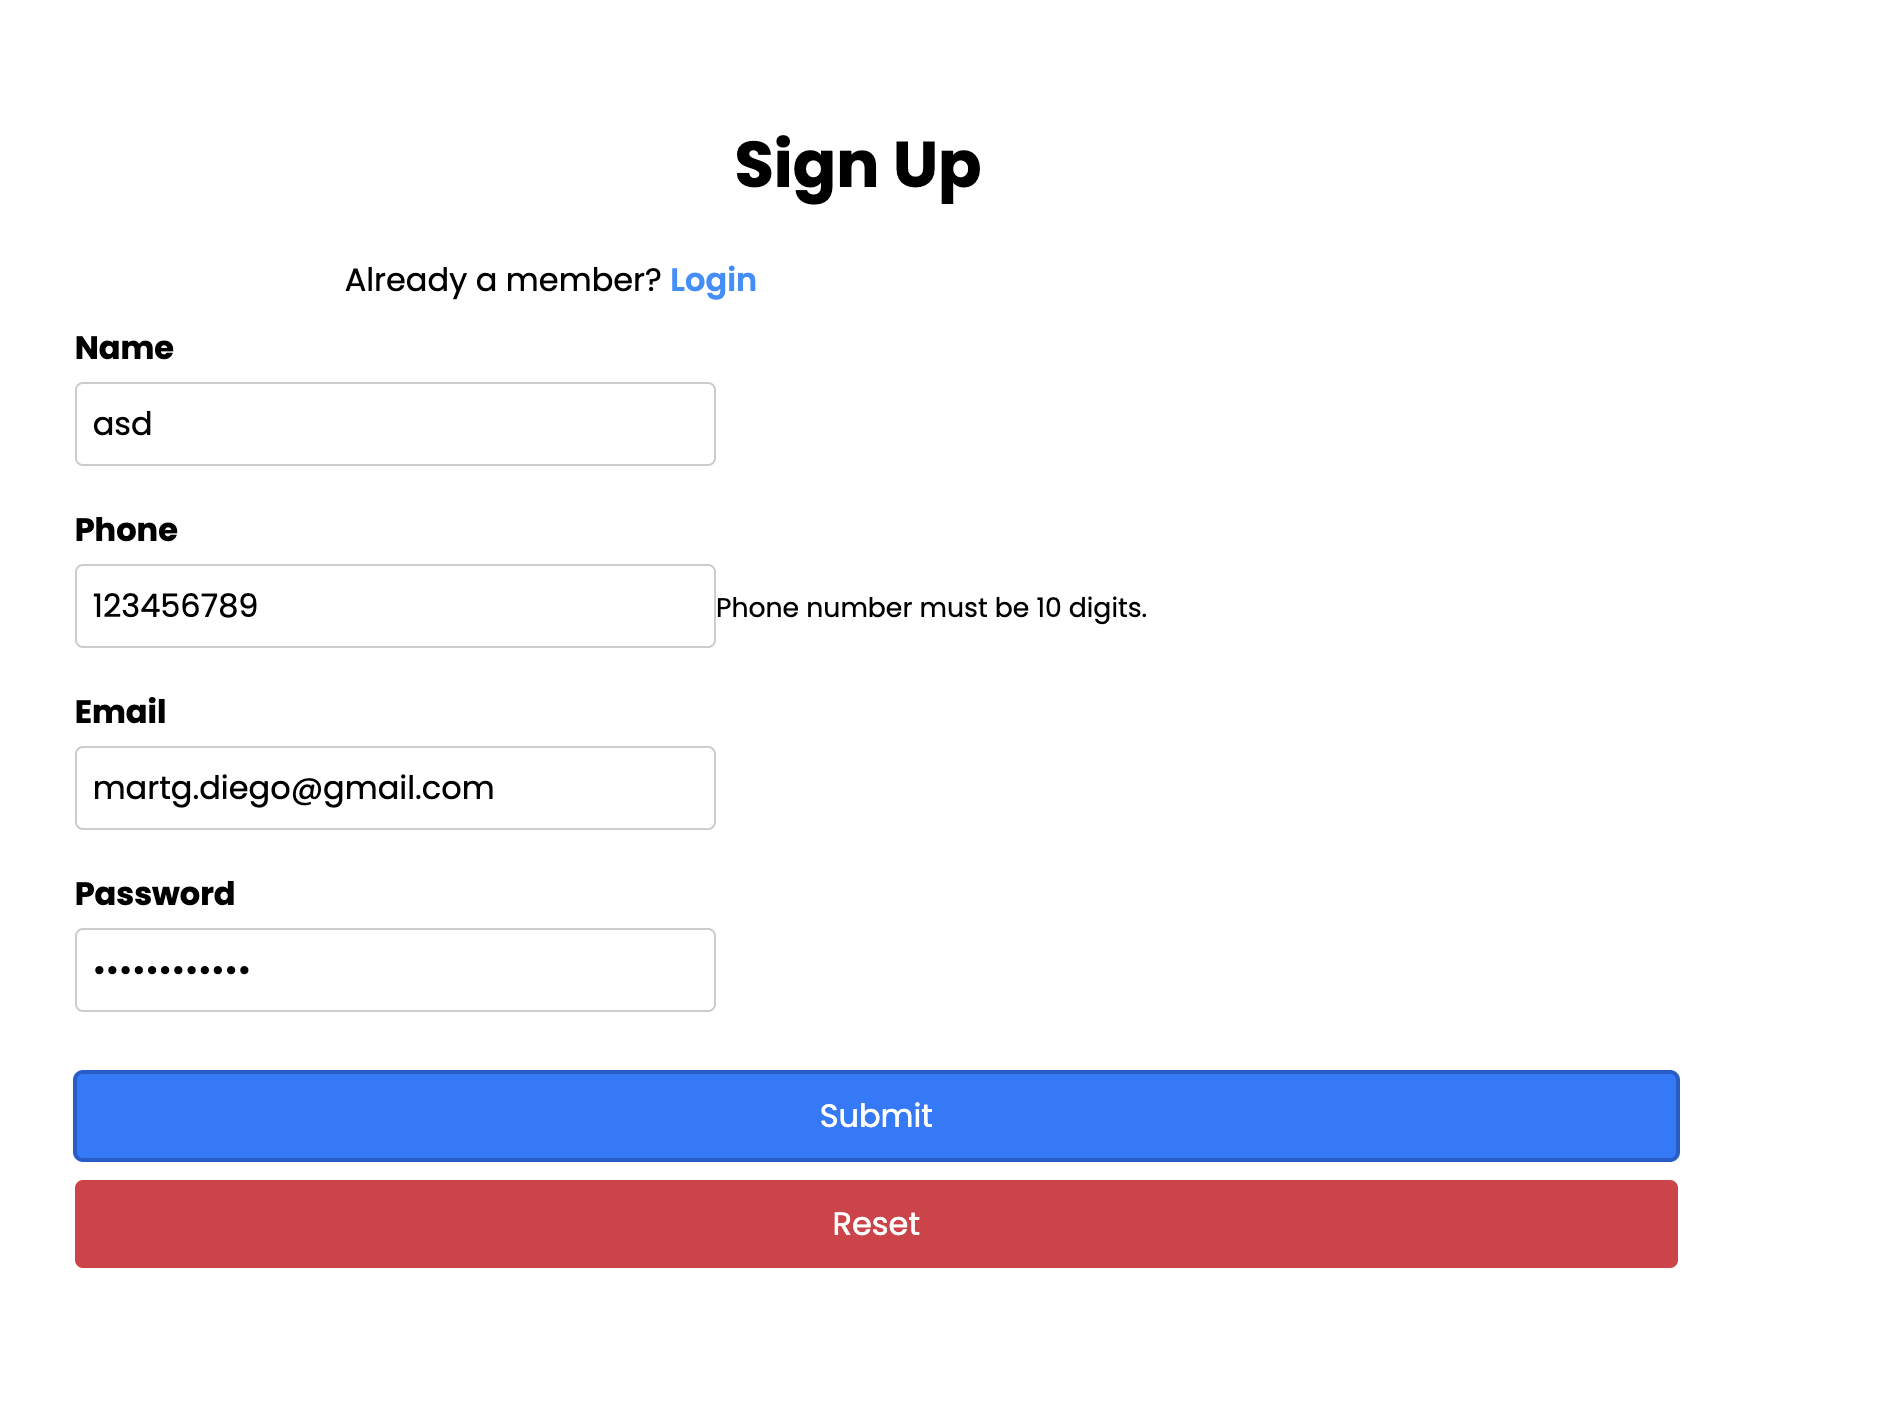 Sign Up
Already a member? Login
Name
asd
Phone
123456789 Phone number must be 10 digits.
Email
martg.diego@gmail.com
Password
••••••••••••
Submit
Reset